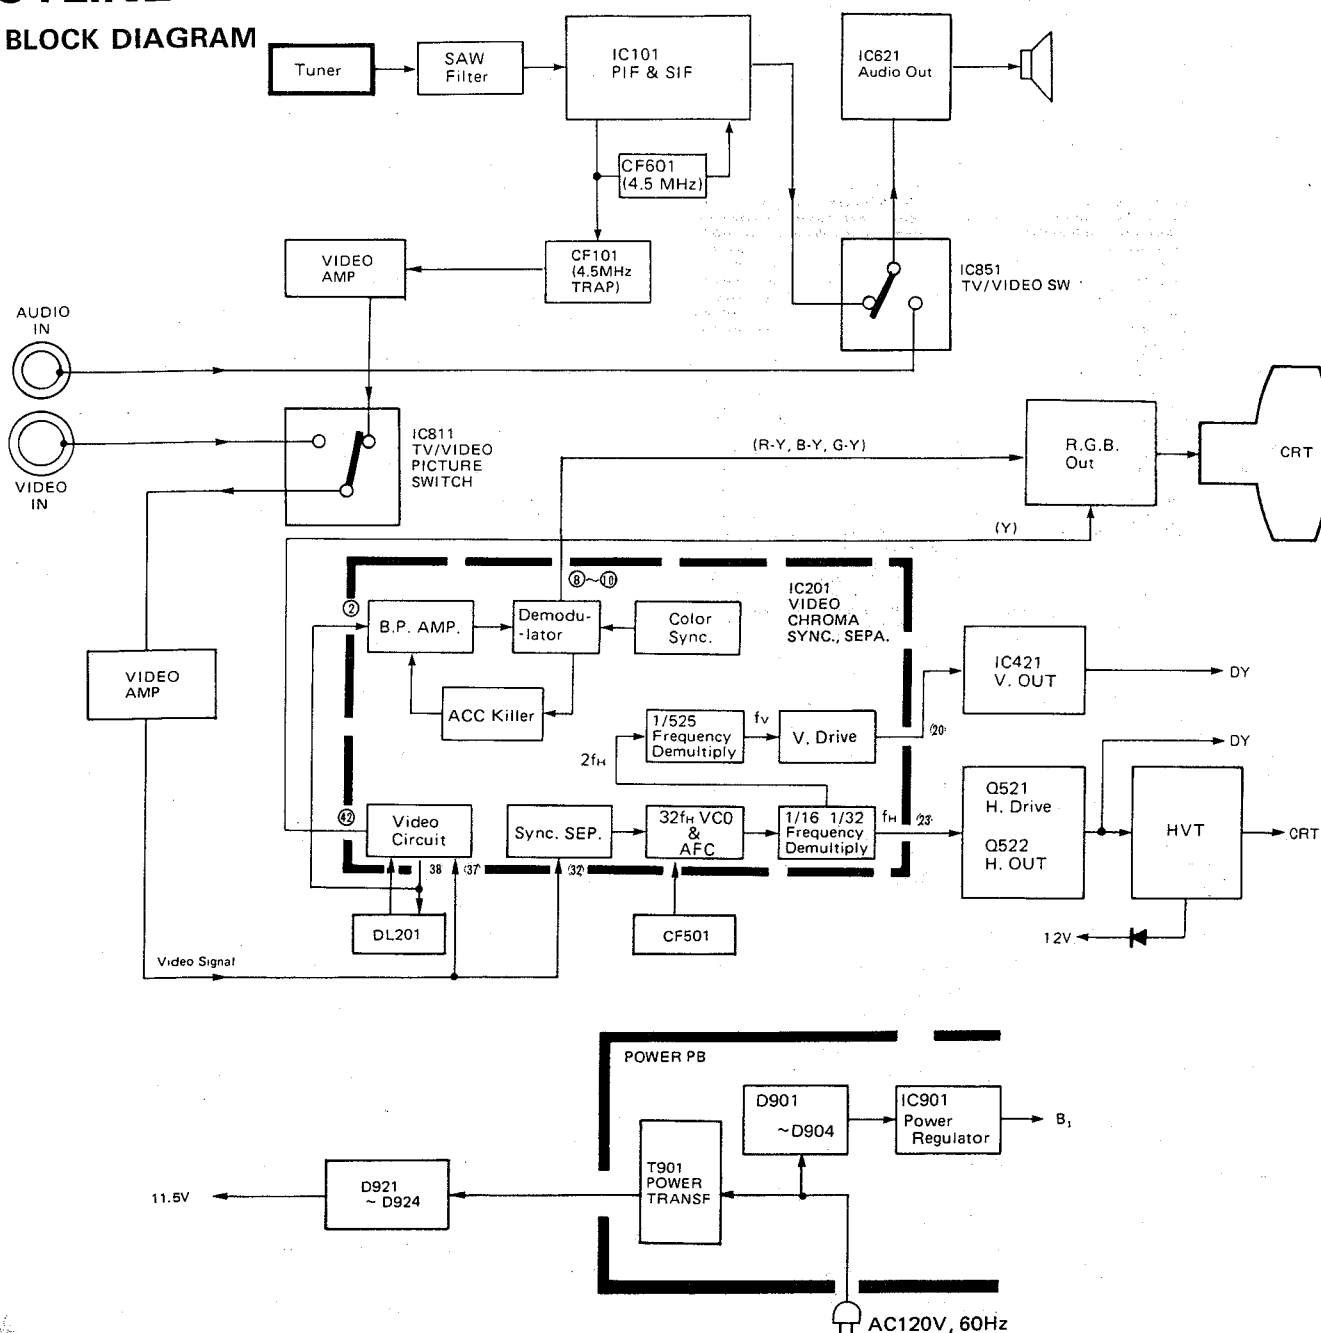 BLOCK DIAGRAM
Tuner
SAW
Filter
IC101
PIF & SIF
IC621
Audio Out
CF601
(4.5 MHz)
VIDEO
AMP
CF101
(4.5MHz
TRAP)
IC851
TV/VIDEO SW
AUDIO
IN
VIDEO
IN
IC811
TV/VIDEO
PICTURE
SWITCH
(R-Y, B-Y, G-Y)
R.G.B.
Out
CRT
(Y)
⑧~⑩
②
B.P. AMP.
Demodu-
-lator
Color
Sync.
IC201
VIDEO
CHROMA
SYNC., SEPA.
VIDEO
AMP
ACC Killer
1/525
Frequency
Demultiply
fv
V. Drive
(20)
IC421
V. OUT
DY
2fH
DY
㊷
Video
Circuit
Sync. SEP.
32fH VCO
&
AFC
1/16 1/32
Frequency
Demultiply
fH
(23)
Q521
H. Drive
Q522
H. OUT
HVT
CRT
38
(37)
(32)
DL201
CF501
12V
Video Signal
POWER PB
D901
~D904
IC901
Power
Regulator
B₁
T901
POWER
TRANSF
D921
~ D924
11.5V
AC120V, 60Hz